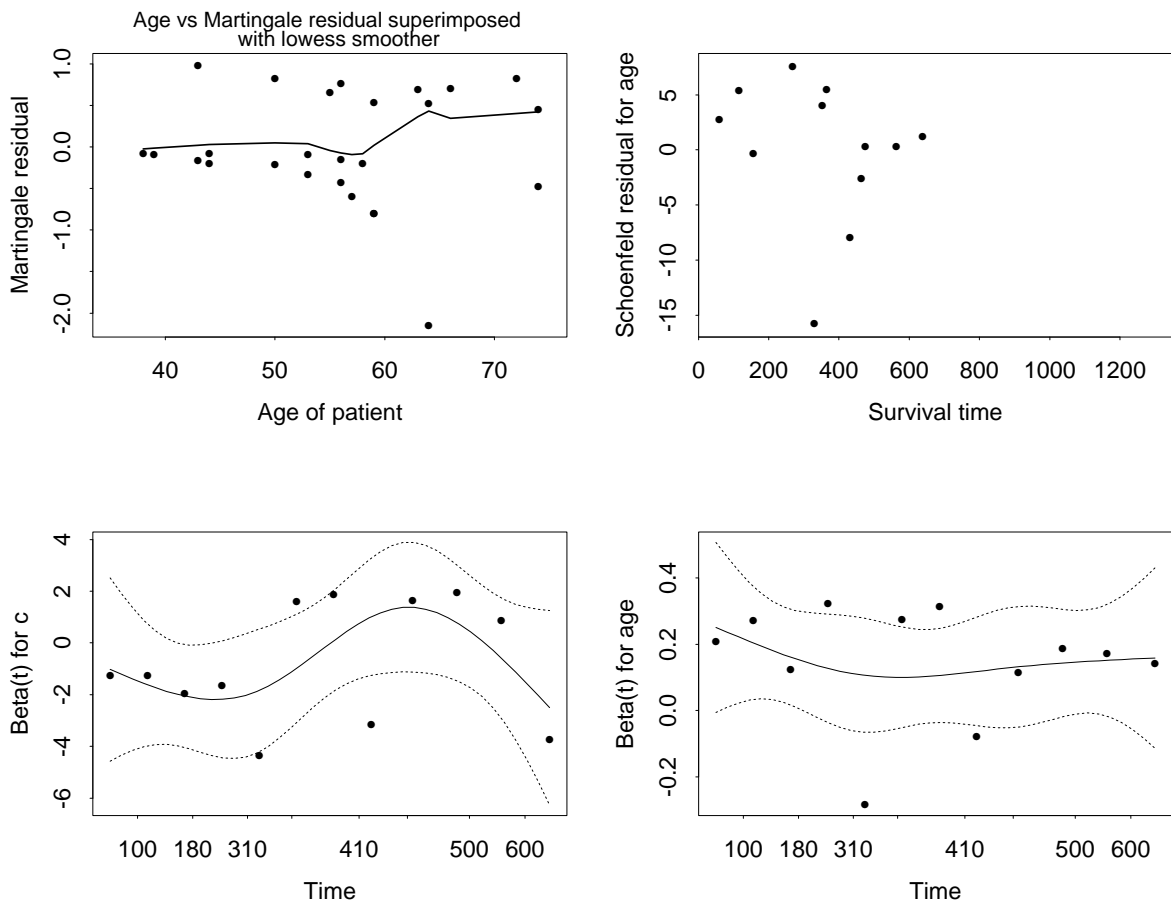 Age vs Martingale residual superimposed
with lowess smoother
Martingale residual
1.0
0.0
-1.0
-2.0
40 50 60 70
Age of patient
Schoenfeld residual for age
5
0
-5
-10
-15
0 200 400 600 800 1000 1200
Survival time
Beta(t) for c
4
2
0
-2
-4
-6
100 180 310 410 500 600
Time
Beta(t) for age
0.4
0.2
0.0
-0.2
100 180 310 410 500 600
Time